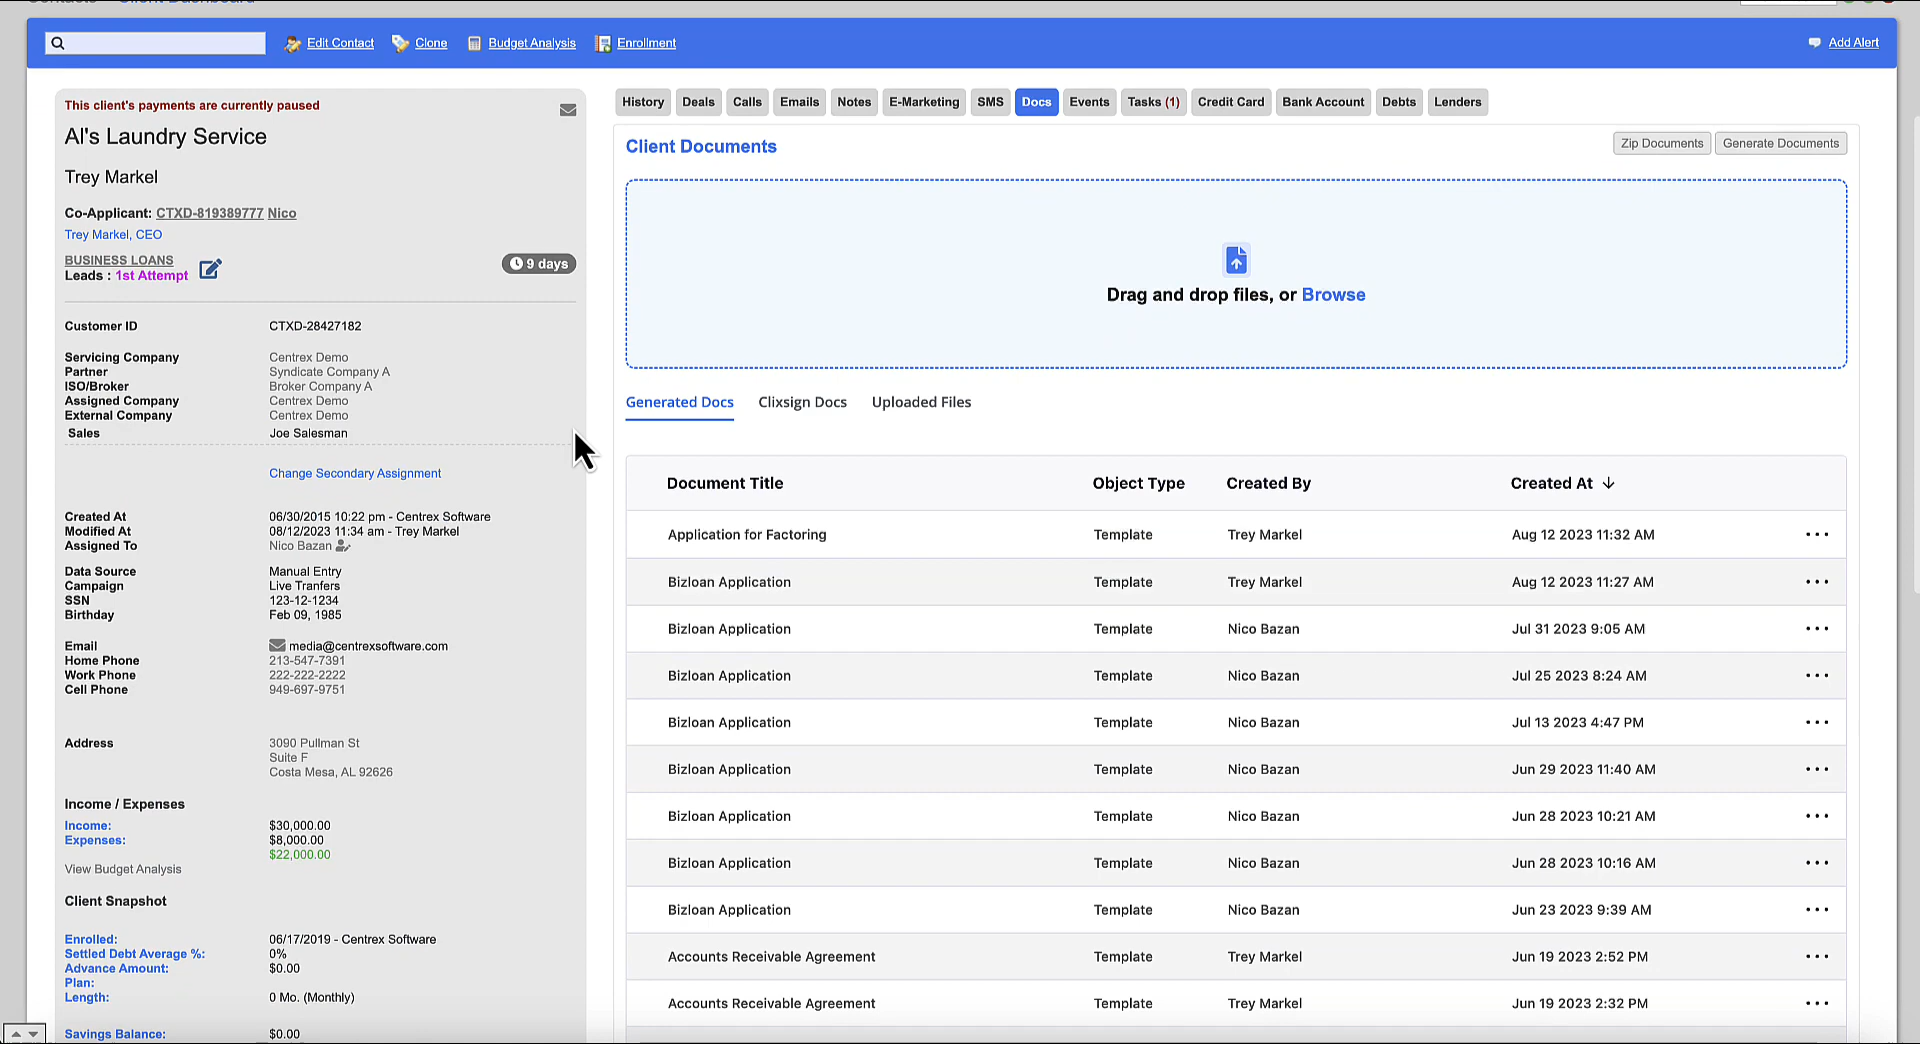 Contacts Client Dashboard
Edit Contact Clone Budget Analysis Enrollment Add Alert
This client's payments are currently paused
Al's Laundry Service
Trey Markel
Co-Applicant: CTXD-819389777 Nico
Trey Markel, CEO
BUSINESS LOANS
Leads : 1st Attempt
9 days
Customer ID CTXD-28427182
Servicing Company Centrex Demo
Partner Syndicate Company A
ISO/Broker Broker Company A
Assigned Company Centrex Demo
External Company Centrex Demo
Sales Joe Salesman
Change Secondary Assignment
Created At 06/30/2015 10:22 pm - Centrex Software
Modified At 08/12/2023 11:34 am - Trey Markel
Assigned To Nico Bazan
Data Source Manual Entry
Campaign Live Tranfers
SSN 123-12-1234
Birthday Feb 09, 1985
Email media@centrexsoftware.com
Home Phone 213-547-7391
Work Phone 222-222-2222
Cell Phone 949-697-9751
Address 3090 Pullman St
Suite F
Costa Mesa, AL 92626
Income / Expenses
Income: $30,000.00
Expenses: $8,000.00
$22,000.00
View Budget Analysis
Client Snapshot
Enrolled: 06/17/2019 - Centrex Software
Settled Debt Average %: 0%
Advance Amount: $0.00
Plan:
Length: 0 Mo. (Monthly)
Savings Balance: $0.00
History Deals Calls Emails Notes E-Marketing SMS Docs Events Tasks (1) Credit Card Bank Account Debts Lenders
Client Documents Zip Documents Generate Documents
Drag and drop files, or Browse
Generated Docs Clixsign Docs Uploaded Files
Document Title Object Type Created By Created At
Application for Factoring Template Trey Markel Aug 12 2023 11:32 AM
Bizloan Application Template Trey Markel Aug 12 2023 11:27 AM
Bizloan Application Template Nico Bazan Jul 31 2023 9:05 AM
Bizloan Application Template Nico Bazan Jul 25 2023 8:24 AM
Bizloan Application Template Nico Bazan Jul 13 2023 4:47 PM
Bizloan Application Template Nico Bazan Jun 29 2023 11:40 AM
Bizloan Application Template Nico Bazan Jun 28 2023 10:21 AM
Bizloan Application Template Nico Bazan Jun 28 2023 10:16 AM
Bizloan Application Template Nico Bazan Jun 23 2023 9:39 AM
Accounts Receivable Agreement Template Trey Markel Jun 19 2023 2:52 PM
Accounts Receivable Agreement Template Trey Markel Jun 19 2023 2:32 PM